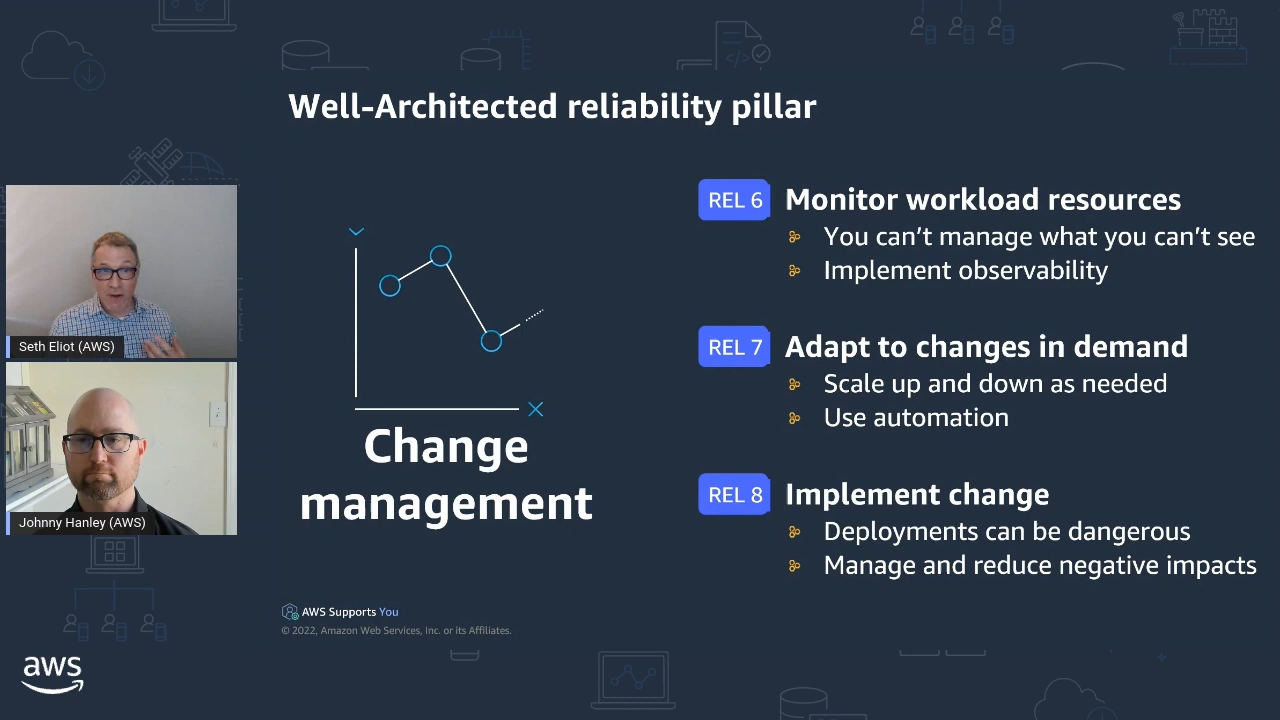 Well-Architected reliability pillar
REL 6 Monitor workload resources
You can't manage what you can't see
Implement observability
REL 7 Adapt to changes in demand
Scale up and down as needed
Use automation
REL 8 Implement change
Deployments can be dangerous
Manage and reduce negative impacts
Change
management
Seth Eliot (AWS)
Johnny Hanley (AWS)
AWS Supports You
© 2022, Amazon Web Services, Inc. or its Affiliates.
aws